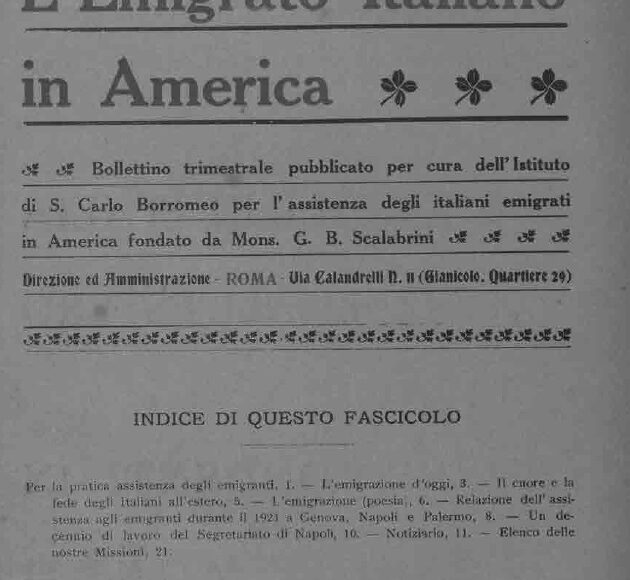 L'Emigrato Italiano
in America
Bollettino trimestrale pubblicato per cura dell'Istituto
di S. Carlo Borromeo per l'assistenza degli italiani emigrati
in America fondato da Mons. G. B. Scalabrini
Direzione ed Amministrazione - ROMA - Via Calandrelli N. 11 (Gianicolo, Quartiere 29)
INDICE DI QUESTO FASCICOLO
Per la pratica assistenza degli emigranti, 1. — L'emigrazione d'oggi, 3. — Il cuore e la
fede degli Italiani all'estero, 5. — L'emigrazione (poesia), 6. — Relazione dell'assi-
stenza agli emigranti durante il 1921 a Genova, Napoli e Palermo, 8. — Un de-
cennio di lavoro del Segretariato di Napoli, 10. — Notiziario, 11. — Elenco delle
nostre Missioni, 21.